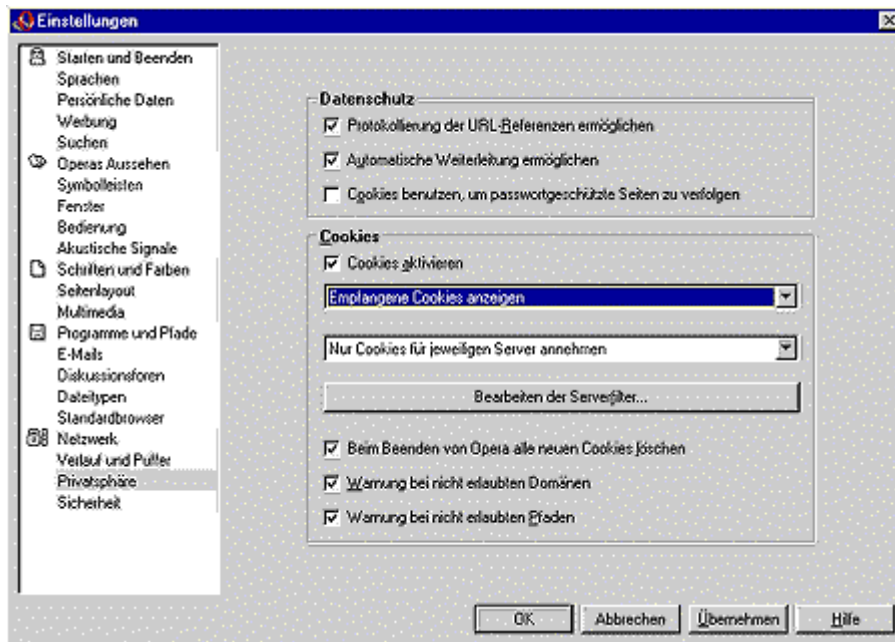 Einstellungen
Starten und Beenden
Sprachen
Persönliche Daten
Werbung
Suchen
Operas Aussehen
Symbolleisten
Fenster
Bedienung
Akustische Signale
Schriften und Farben
Seitenlayout
Multimedia
Programme und Pfade
E-Mails
Diskussionsforen
Dateitypen
Standardbrowser
Netzwerk
Verlauf und Puffer
Privatsphäre
Sicherheit
Datenschutz
Protokollierung der URL-Referenzen ermöglichen
Automatische Weiterleitung ermöglichen
Cookies benutzen, um passwortgeschützte Seiten zu verfolgen
Cookies
Cookies aktivieren
Empfangene Cookies anzeigen
Nur Cookies für jeweiligen Server annehmen
Bearbeiten der Serverfilter...
Beim Beenden von Opera alle neuen Cookies löschen
Warnung bei nicht erlaubten Domänen
Warnung bei nicht erlaubten Pfaden
OK
Abbrechen
Übernehmen
Hilfe